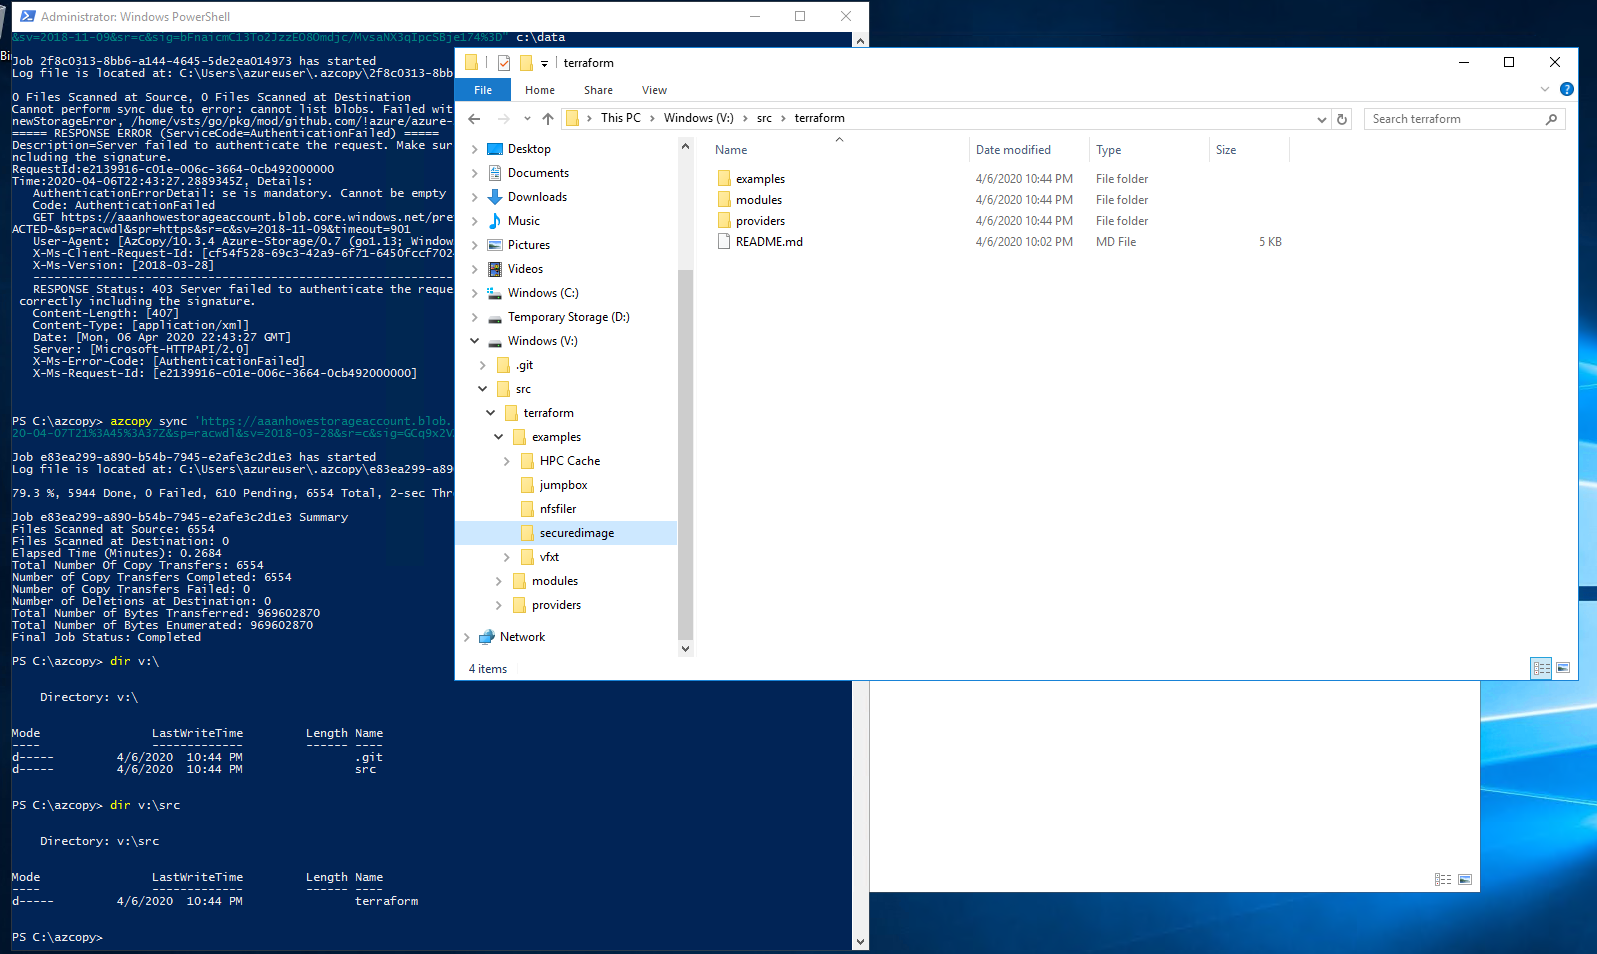 Administrator: Windows PowerShell
&sv=2018-11-09&sr=c&sig=bFnaicmC13To2JzzEO8Omdjc/MvsaNX3qIpcSBje174%3D" c:\data
Job 2f8c0313-8bb6-a144-4645-5de2ea014973 has started
Log file is located at: C:\Users\azureuser\.azcopy\2f8c0313-8bb
0 Files Scanned at Source, 0 Files Scanned at Destination
Cannot perform sync due to error: cannot list blobs. Failed wit
newStorageError, /home/vsts/go/pkg/mod/github.com/!azure/azure-
===== RESPONSE ERROR (ServiceCode=AuthenticationFailed) =====
Description=Server failed to authenticate the request. Make sur
ncluding the signature.
RequestId:e2139916-c01e-006c-3664-0cb492000000
Time:2020-04-06T22:43:27.2889345Z, Details:
AuthenticationErrorDetail: se is mandatory. Cannot be empty
Code: AuthenticationFailed
GET https://aaanhowestorageaccount.blob.core.windows.net/pre
ACTED-&sp=racwdl&spr=https&sr=c&sv=2018-11-09&timeout=901
User-Agent: [AzCopy/10.3.4 Azure-Storage/0.7 (go1.13; Window
X-Ms-Client-Request-Id: [cf54f528-69c3-42a9-6f71-6450fccf702
X-Ms-Version: [2018-03-28]
--------------------------------------------------------------
RESPONSE Status: 403 Server failed to authenticate the reque
correctly including the signature.
Content-Length: [407]
Content-Type: [application/xml]
Date: [Mon, 06 Apr 2020 22:43:27 GMT]
Server: [Microsoft-HTTPAPI/2.0]
X-Ms-Error-Code: [AuthenticationFailed]
X-Ms-Request-Id: [e2139916-c01e-006c-3664-0cb492000000]
PS C:\azcopy> azcopy sync 'https://aaanhowestorageaccount.blob.
20-04-07T21%3A45%3A37Z&sp=racwdl&sv=2018-03-28&sr=c&sig=GCq9x2V
Job e83ea299-a890-b54b-7945-e2afe3c2d1e3 has started
Log file is located at: C:\Users\azureuser\.azcopy\e83ea299-a89
79.3 %, 5944 Done, 0 Failed, 610 Pending, 6554 Total, 2-sec Thr
Job e83ea299-a890-b54b-7945-e2afe3c2d1e3 Summary
Files Scanned at Source: 6554
Files Scanned at Destination: 0
Elapsed Time (Minutes): 0.2684
Total Number Of Copy Transfers: 6554
Number of Copy Transfers Completed: 6554
Number of Copy Transfers Failed: 0
Number of Deletions at Destination: 0
Total Number of Bytes Transferred: 969602870
Total Number of Bytes Enumerated: 969602870
Final Job Status: Completed
PS C:\azcopy> dir v:\
Directory: v:\
Mode LastWriteTime Length Name
---- ------------- ------ ----
d----- 4/6/2020 10:44 PM .git
d----- 4/6/2020 10:44 PM src
PS C:\azcopy> dir v:\src
Directory: v:\src
Mode LastWriteTime Length Name
---- ------------- ------ ----
d----- 4/6/2020 10:44 PM terraform
PS C:\azcopy>
terraform
File Home Share View
This PC > Windows (V:) > src > terraform
Search terraform
Desktop
Documents
Downloads
Music
Pictures
Videos
Windows (C:)
Temporary Storage (D:)
Windows (V:)
.git
src
terraform
examples
HPC Cache
jumpbox
nfsfiler
securedimage
vfxt
modules
providers
Network
Name Date modified Type Size
examples 4/6/2020 10:44 PM File folder
modules 4/6/2020 10:44 PM File folder
providers 4/6/2020 10:44 PM File folder
README.md 4/6/2020 10:02 PM MD File 5 KB
4 items